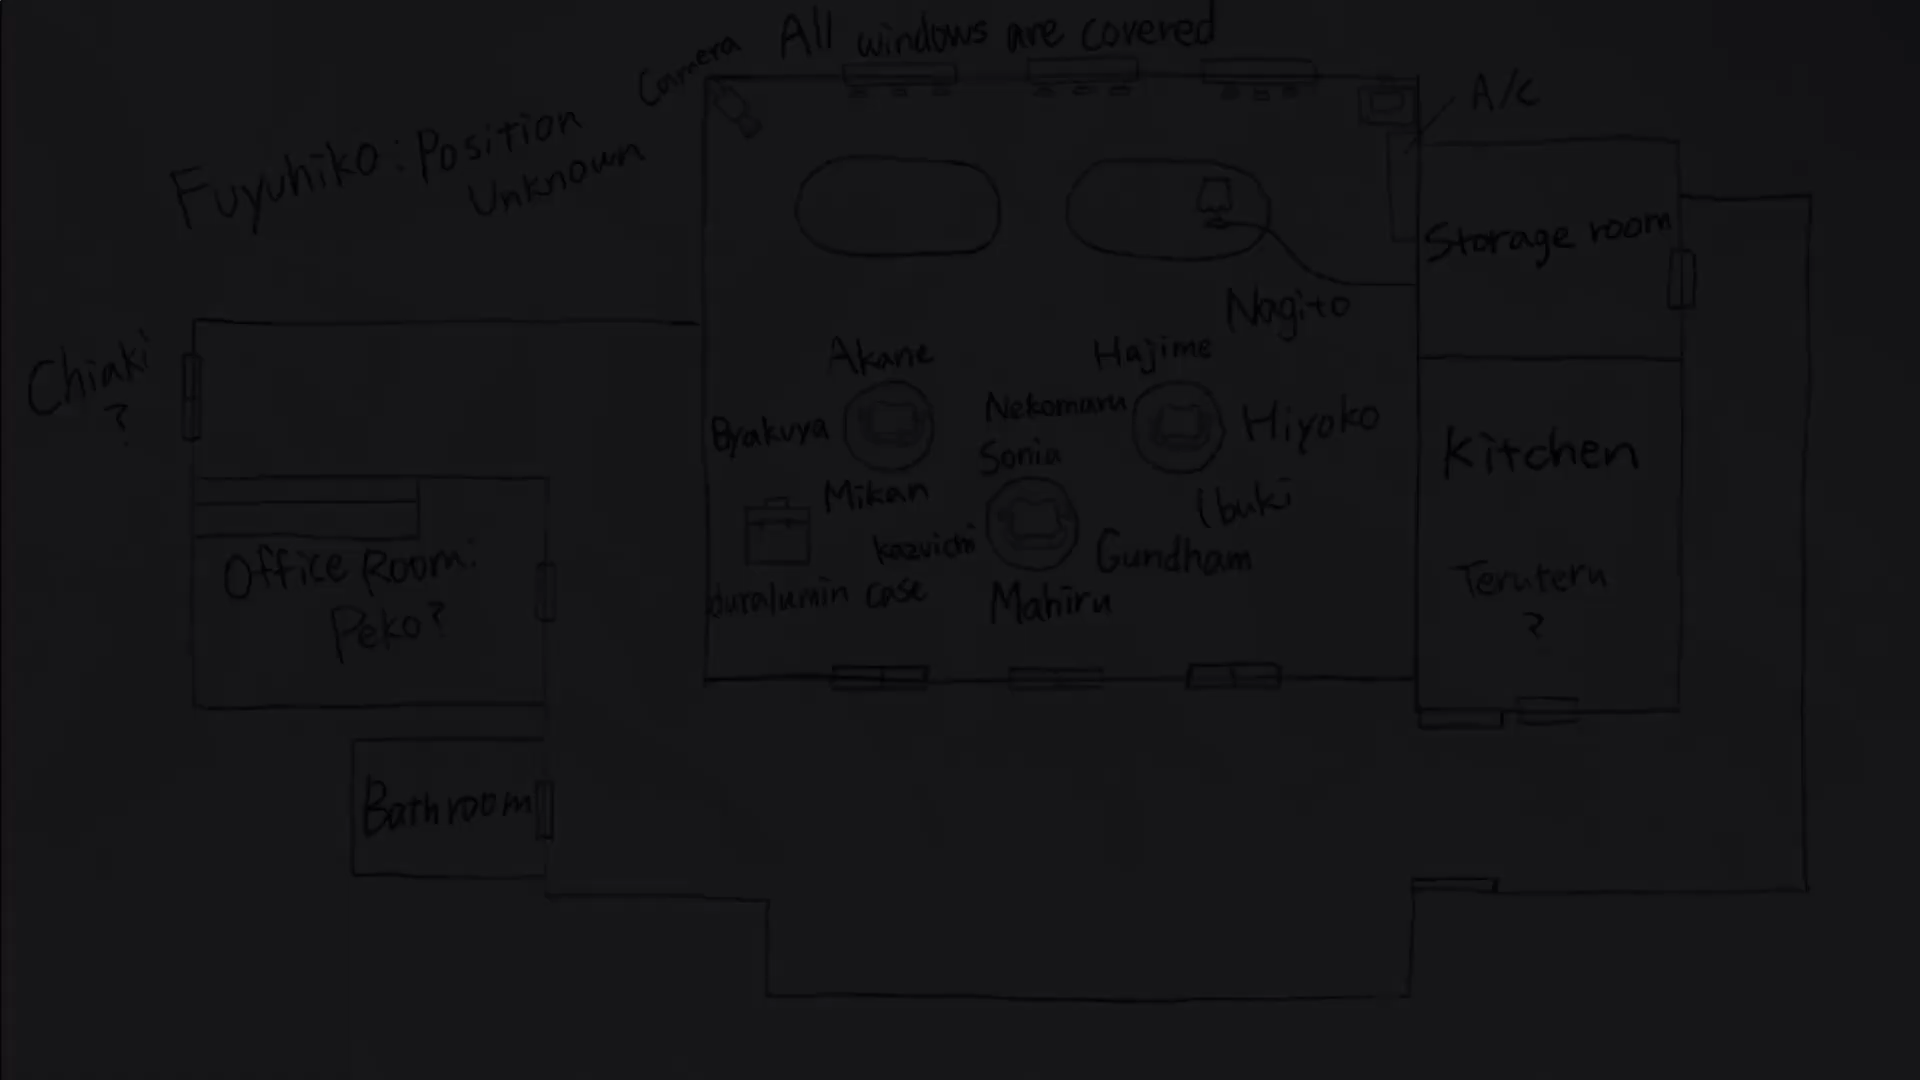 All windows are covered
Camera
A/C
Fuyuhiko: Position
Unknown
Storage room
Nagito
Chiaki
?
Akane
Hajime
Byakuya
Nekomaru
Hiyoko
Sonia
Kitchen
Mikan
Ibuki
kazuichi
Gundham
Office Room:
Peko?
duralumin case
Mahiru
Teruteru
?
Bathroom